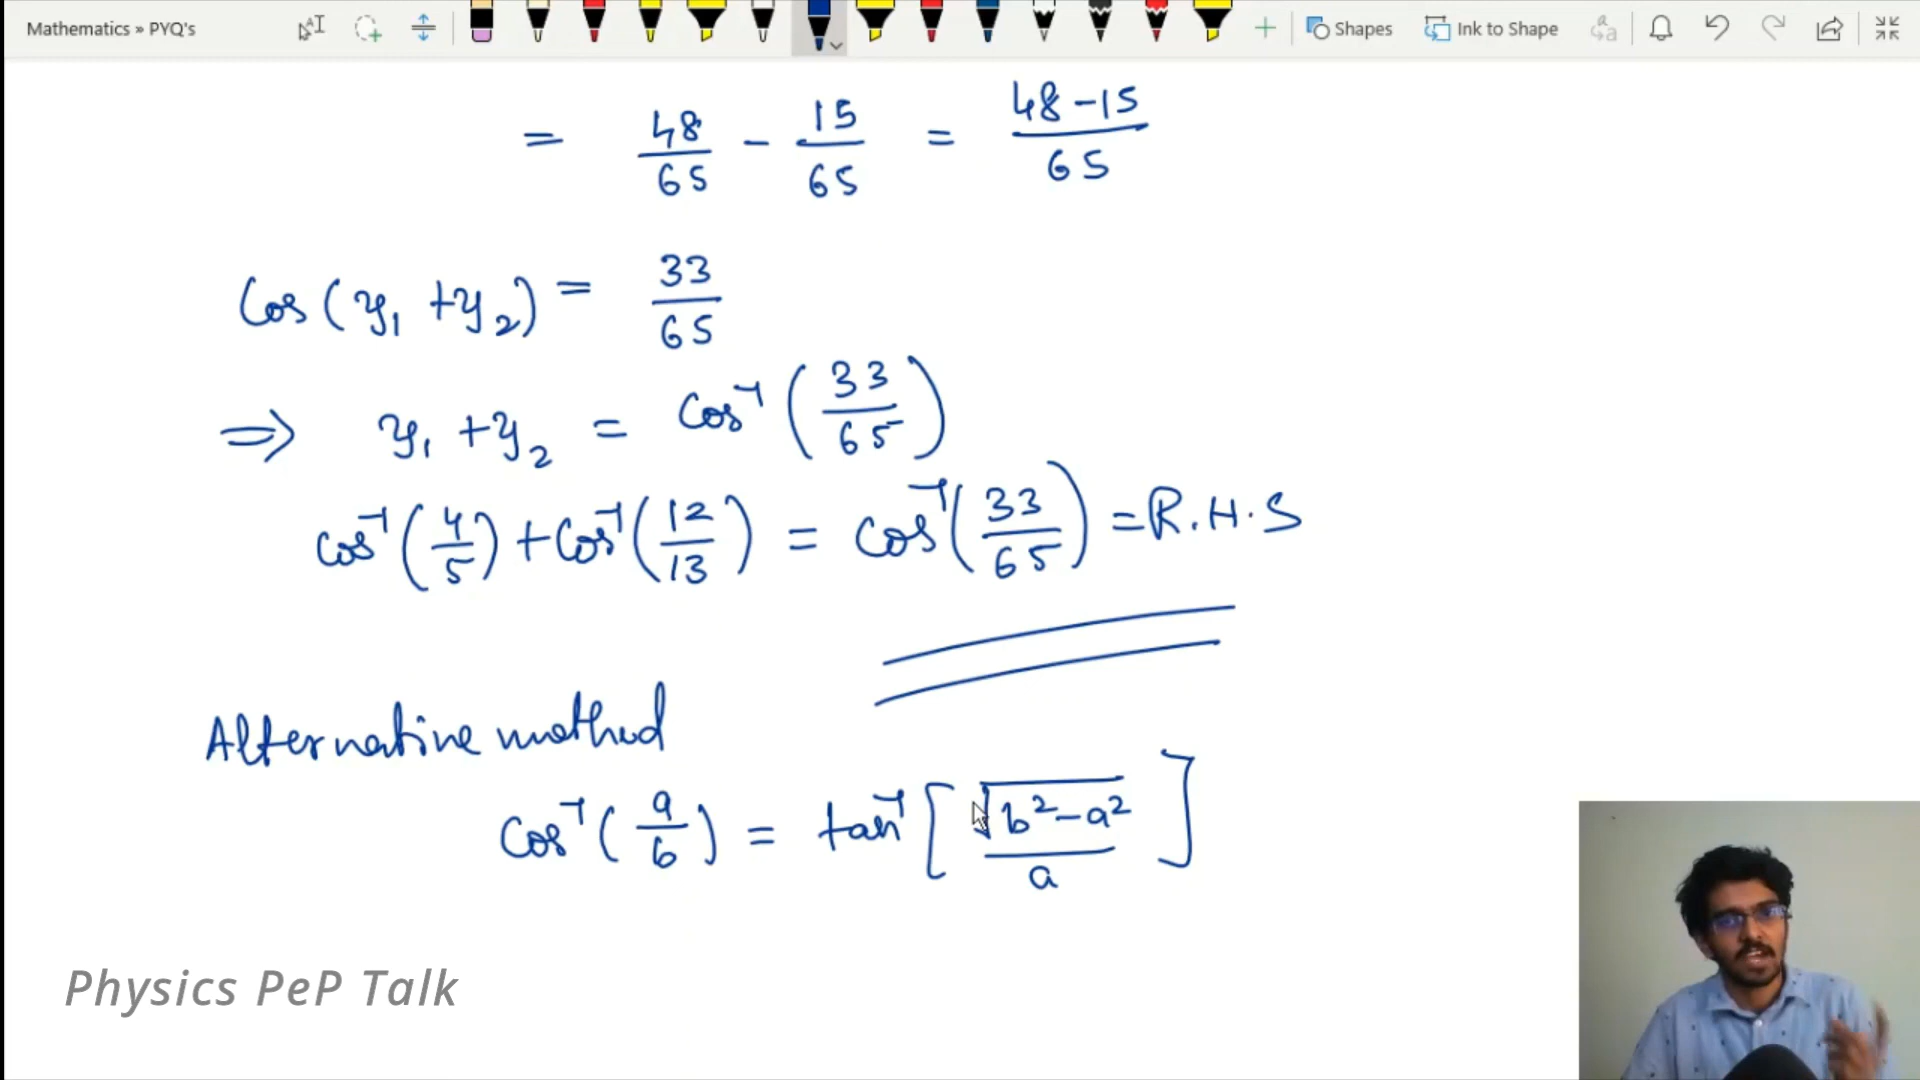 Mathematics » PYQ's
Shapes
Ink to Shape
= 48/65 - 15/65 = (48-15)/65
Cos(y₁ + y₂) = 33/65
⇒ y₁ + y₂ = Cos⁻¹(33/65)
cos⁻¹(4/5) + Cos⁻¹(12/13) = Cos⁻¹(33/65) = R.H.S
Alternative method
Cos⁻¹(a/b) = tan⁻¹[√(b²-a²)/a]
Physics PeP Talk